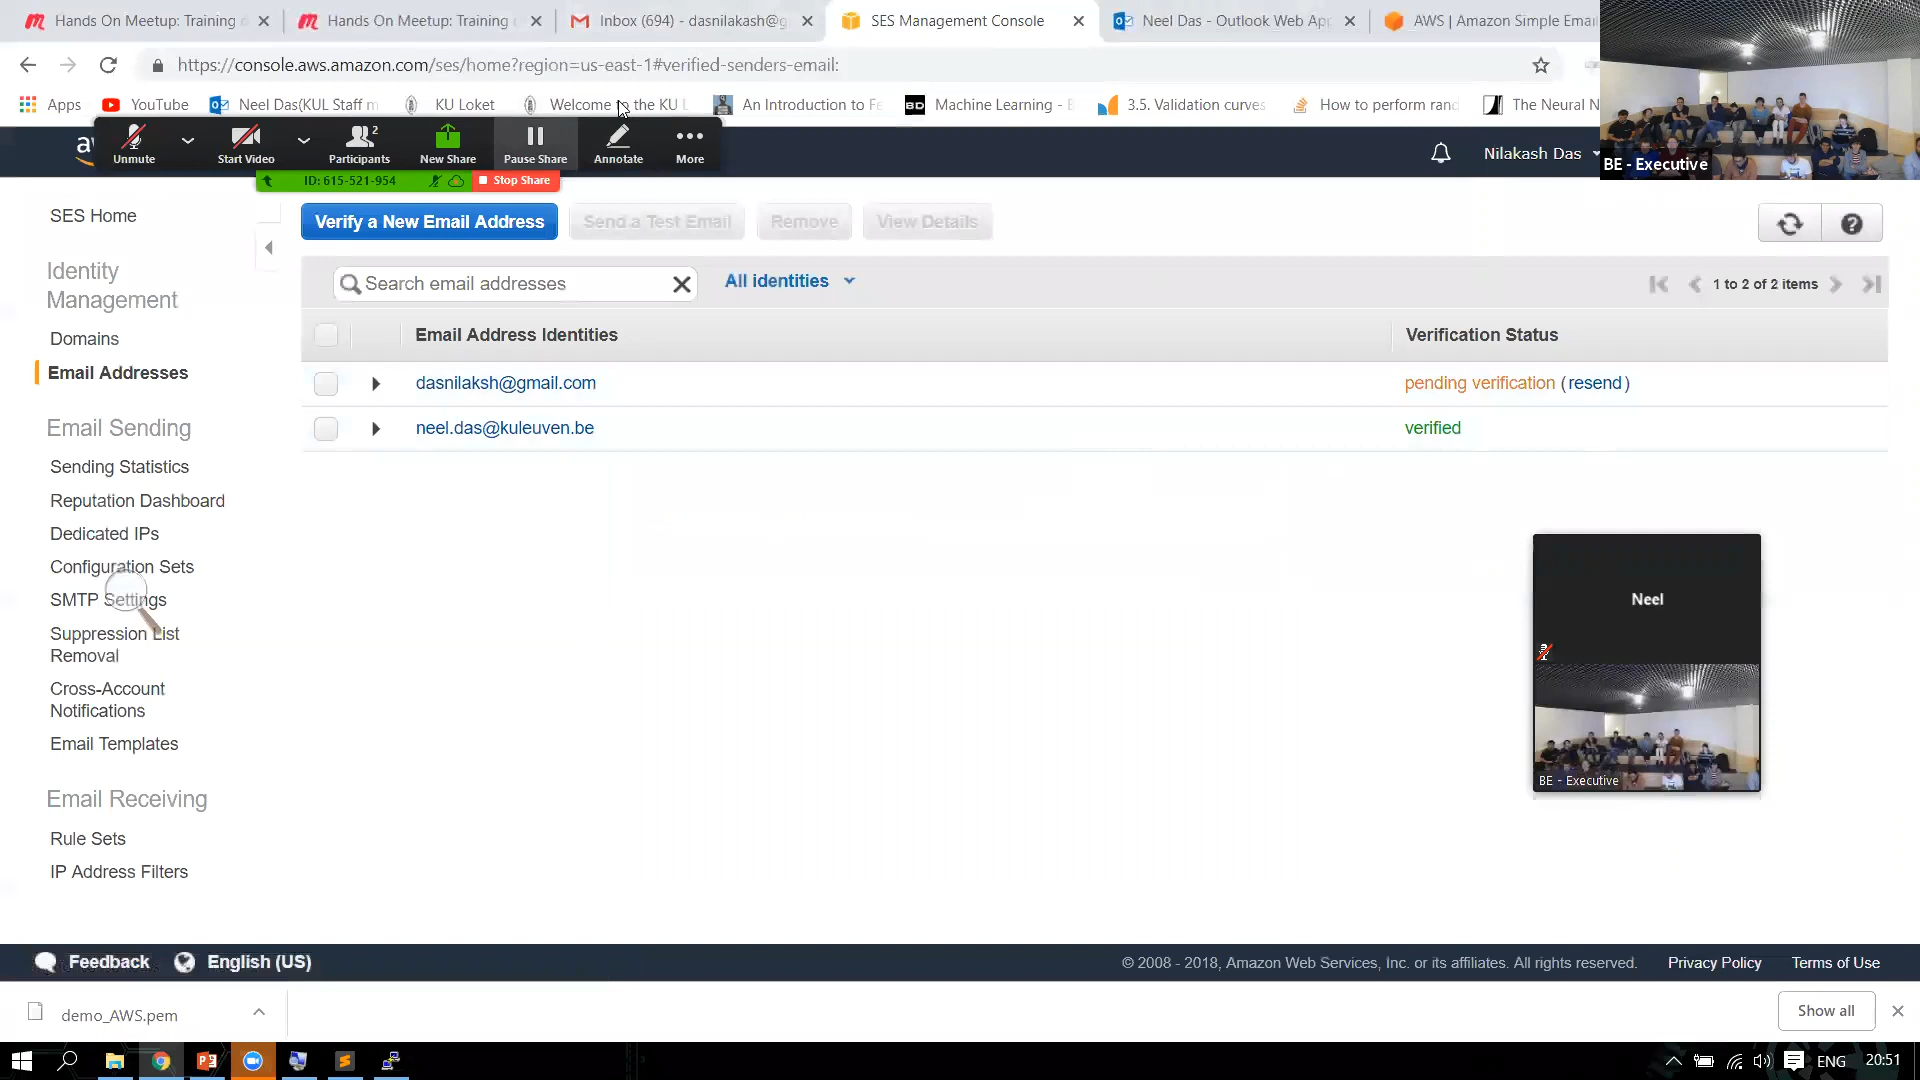 Hands On Meetup: Training
Hands On Meetup: Training
Inbox (694) - dasnilakash@g
SES Management Console
Neel Das - Outlook Web Ap
AWS | Amazon Simple Emai
https://console.aws.amazon.com/ses/home?region=us-east-1#verified-senders-email:
Apps
YouTube
Neel Das(KUL Staff m
KU Loket
Welcome to the KU L
An Introduction to Fe
BD
Machine Learning - B
3.5. Validation curves
How to perform rand
The Neural N
Unmute
Start Video
2
Participants
New Share
Pause Share
Annotate
More
Nilakash Das
BE - Executive
ID: 615-521-954
Stop Share
SES Home
Identity
Management
Domains
Email Addresses
Email Sending
Sending Statistics
Reputation Dashboard
Dedicated IPs
Configuration Sets
SMTP Settings
Suppression List
Removal
Cross-Account
Notifications
Email Templates
Email Receiving
Rule Sets
IP Address Filters
Verify a New Email Address
Send a Test Email
Remove
View Details
Search email addresses
All identities
1 to 2 of 2 items
Email Address Identities
Verification Status
dasnilaksh@gmail.com
pending verification (resend)
neel.das@kuleuven.be
verified
Neel
BE - Executive
Feedback
English (US)
© 2008 - 2018, Amazon Web Services, Inc. or its affiliates. All rights reserved.
Privacy Policy
Terms of Use
demo_AWS.pem
Show all
ENG
20:51